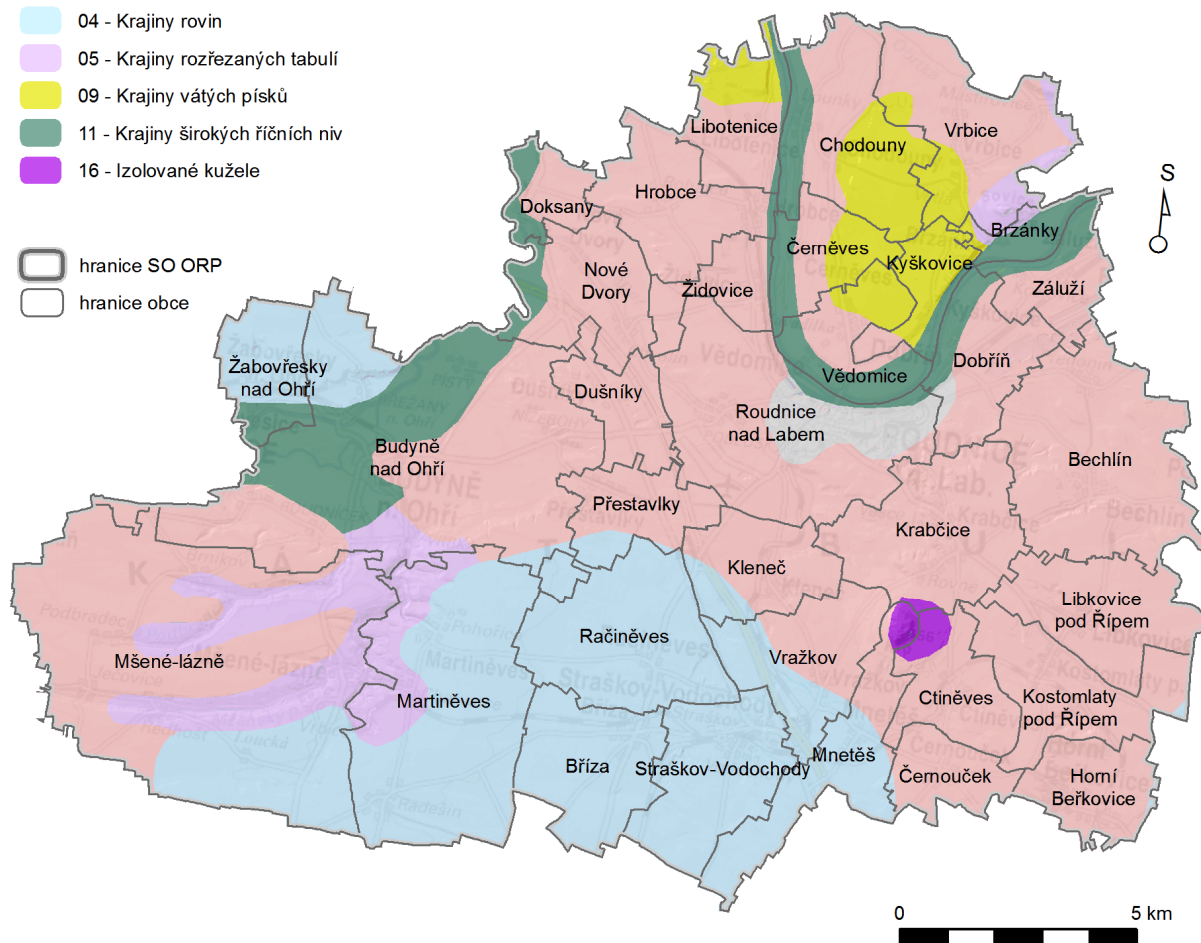 04 - Krajiny rovin
05 - Krajiny rozřezaných tabulí
09 - Krajiny vátých písků
11 - Krajiny širokých říčních niv
16 - Izolované kužele
hranice SO ORP
hranice obce
S
Libotenice
Chodouny
Vrbice
Hrobce
Doksany
Brzánky
Černěves
Kyškovice
Nové
Dvory
Židovice
Záluží
Žabovřesky
nad Ohří
Dobříň
Vědomice
Dušníky
Roudnice
nad Labem
Budyně
nad Ohří
Bechlín
Přestavlky
Krabčice
Kleneč
Libkovice
pod Řípem
Račiněves
Vražkov
Mšené-lázně
Martiněves
Ctiněves
Kostomlaty
pod Řípem
Mnetěš
Bříza
Straškov-Vodochody
Černouček
Horní
Beřkovice
0
5 km